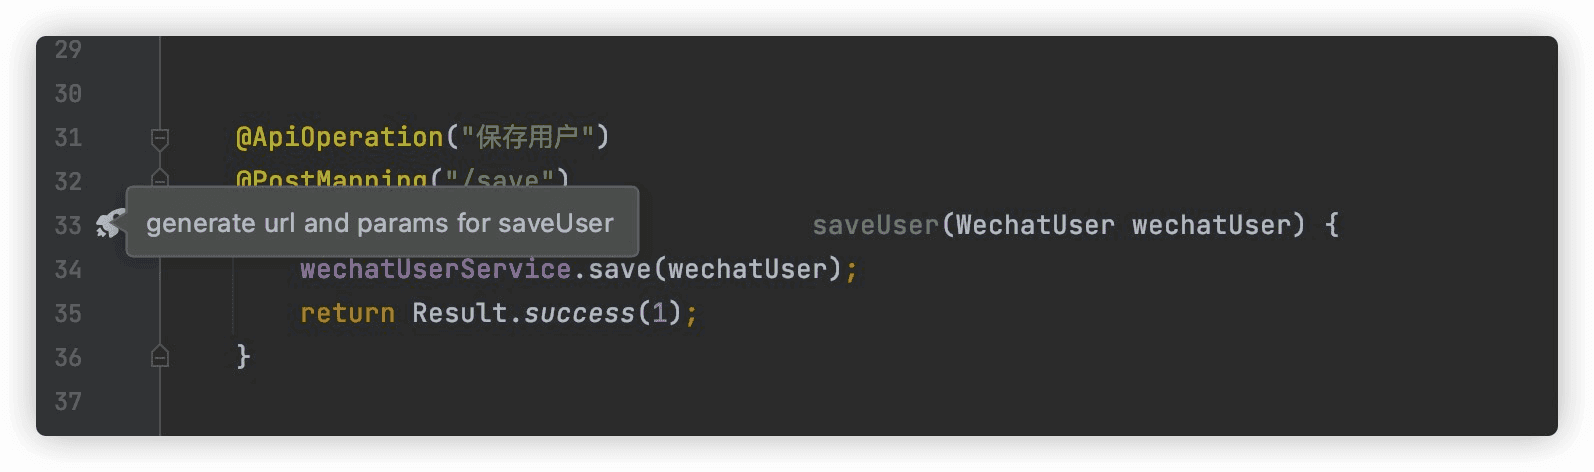 29
30
31 @ApiOperation("保存用户")
32 @PostMapping("/save")
generate url and params for saveUser
33 saveUser(WechatUser wechatUser) {
34 wechatUserService.save(wechatUser);
35 return Result.success(1);
36 }
37